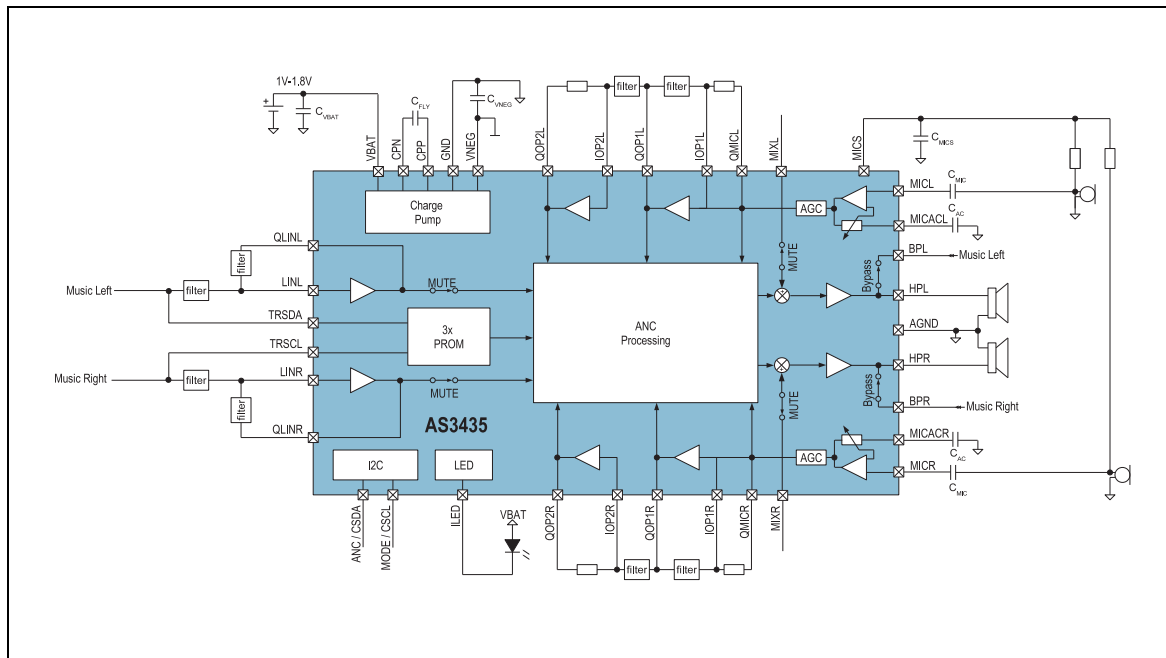 1V-1.8V
CVBAT
CFLY
CVNEG
filter
filter
VBAT
CPN
CPP
GND
VNEG
QOP2L
IOP2L
QOP1L
IOP1L
QMICL
MIXL
MICS
CMICS
Charge
Pump
AGC
MICL
CMIC
MICACL
CAC
MUTE
BPL
Music Left
Bypass
HPL
AGND
HPR
Bypass
BPR
Music Right
MUTE
MICACR
CAC
AGC
MICR
CMIC
QLINL
filter
Music Left
filter
LINL
MUTE
TRSDA
3x
PROM
ANC
Processing
TRSCL
Music Right
filter
LINR
MUTE
filter
QLINR
AS3435
I2C
LED
ANC / CSDA
MODE / CSCL
ILED
VBAT
QOP2R
IOP2R
QOP1R
IOP1R
QMICR
MIXR
filter
filter